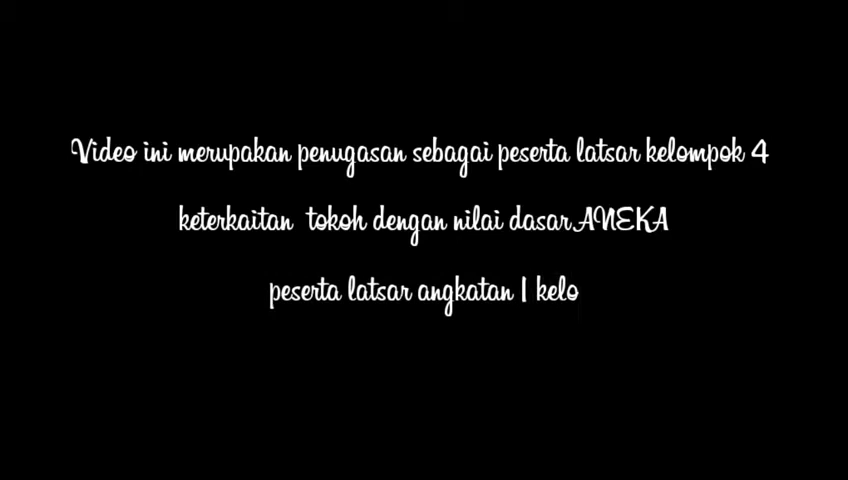 Video ini merupakan penugasan sebagai peserta latsar kelompok 4
keterkaitan tokoh dengan nilai dasar ANEKA
peserta latsar angkatan 1 kelo